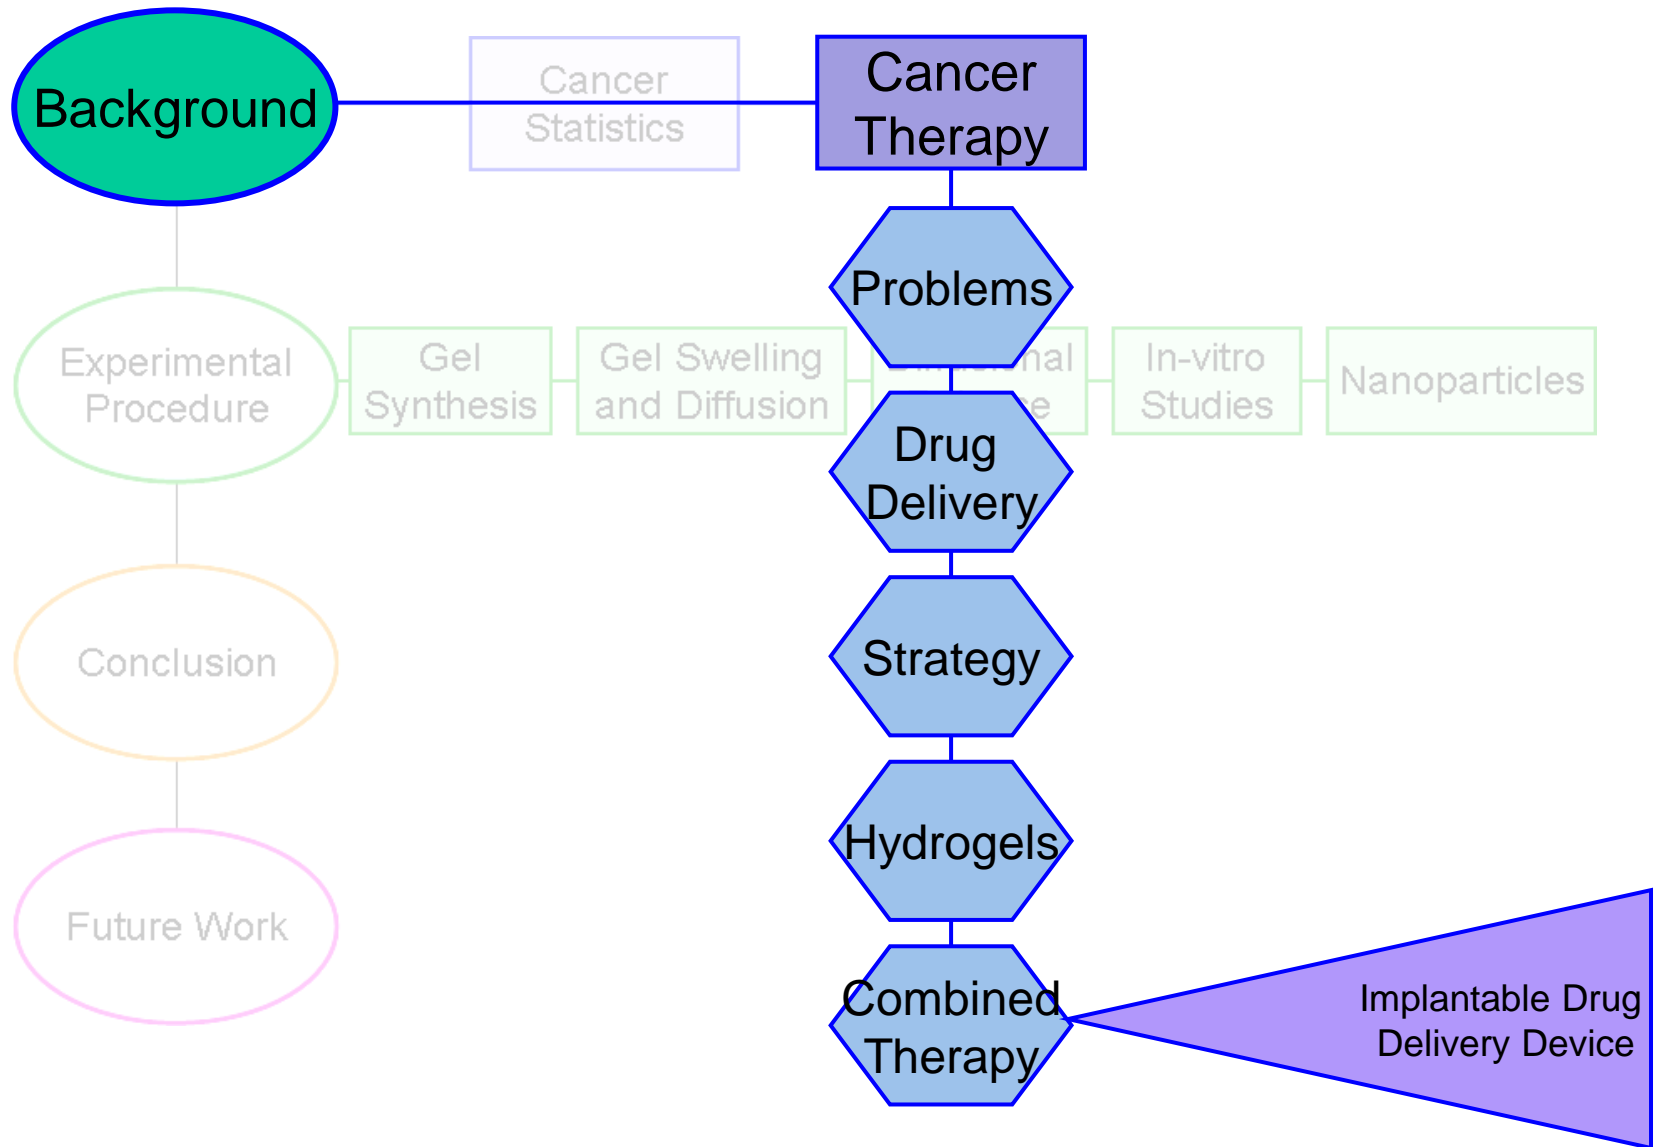 Background
Cancer
Statistics
Cancer
Therapy
Problems
Experimental
Procedure
Gel
Synthesis
Gel Swelling
and Diffusion
In-vitro
Studies
Nanoparticles
Drug
Delivery
Conclusion
Strategy
Hydrogels
Future Work
Combined
Therapy
Implantable Drug
Delivery Device